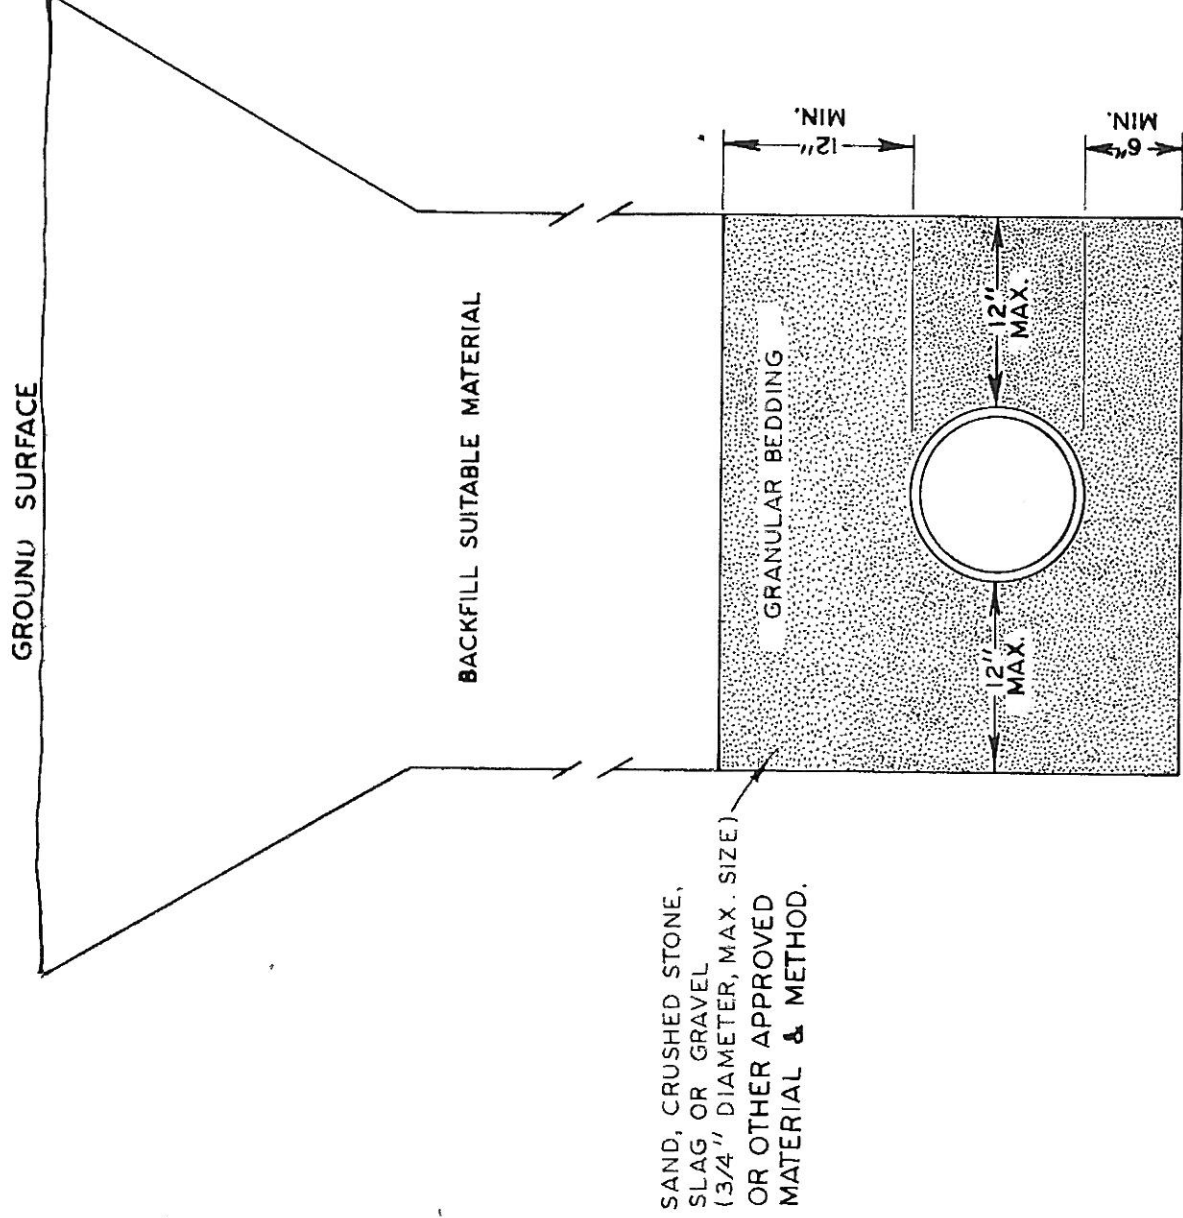 GROUND SURFACE
BACKFILL SUITABLE MATERIAL
GRANULAR BEDDING
12"
MIN.
12"
MAX.
12"
MAX.
6"
MIN.
SAND, CRUSHED STONE,
SLAG OR GRAVEL
(3/4" DIAMETER, MAX. SIZE)
OR OTHER APPROVED
MATERIAL & METHOD.